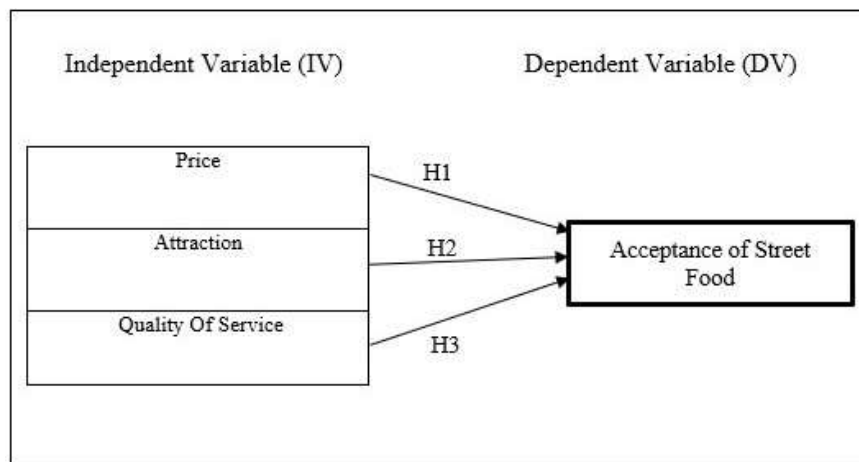 Independent Variable (IV)
Dependent Variable (DV)
Price
H1
Attraction
H2
Acceptance of Street
Food
Quality Of Service
H3